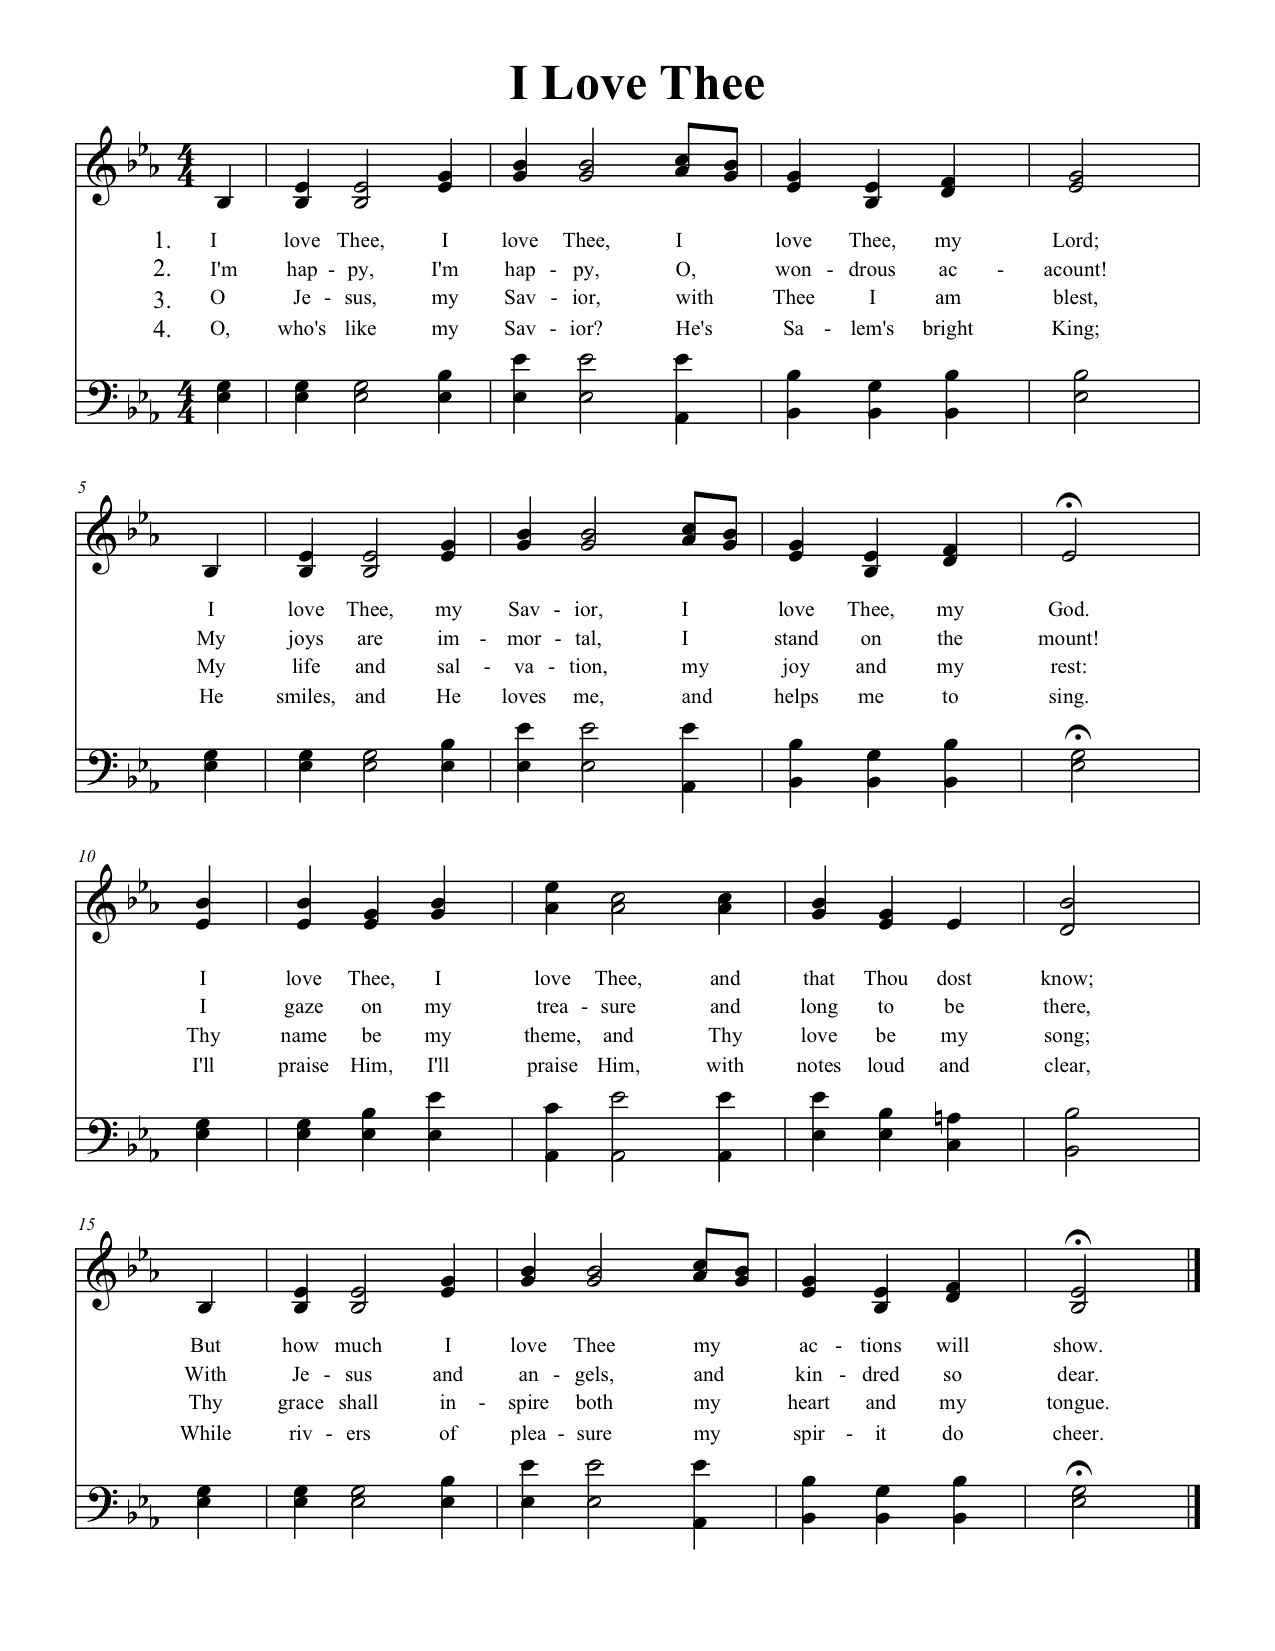 I Love Thee
4
4
1. I love Thee, I love Thee, I love Thee, my Lord;
2. I'm hap - py, I'm hap - py, O, won - drous ac - acount!
3. O Je - sus, my Sav - ior, with Thee I am blest,
4. O, who's like my Sav - ior? He's Sa - lem's bright King;
4
4
5
I love Thee, my Sav - ior, I love Thee, my God.
My joys are im - mor - tal, I stand on the mount!
My life and sal - va - tion, my joy and my rest:
He smiles, and He loves me, and helps me to sing.
10
I love Thee, I love Thee, and that Thou dost know;
I gaze on my trea - sure and long to be there,
Thy name be my theme, and Thy love be my song;
I'll praise Him, I'll praise Him, with notes loud and clear,
15
But how much I love Thee my ac - tions will show.
With Je - sus and an - gels, and kin - dred so dear.
Thy grace shall in - spire both my heart and my tongue.
While riv - ers of plea - sure my spir - it do cheer.